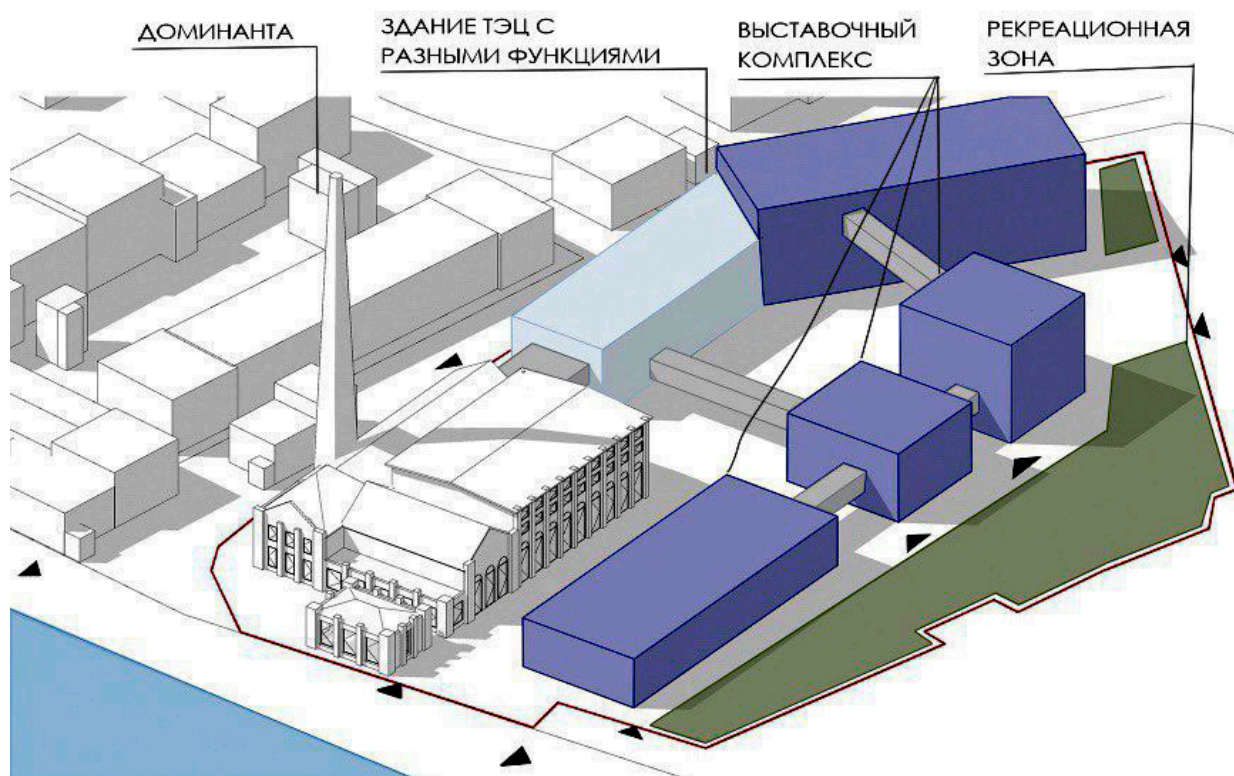 ДОМИНАНТА
ЗДАНИЕ ТЭЦ С
РАЗНЫМИ ФУНКЦИЯМИ
ВЫСТАВОЧНЫЙ
КОМПЛЕКС
РЕКРЕАЦИОННАЯ
ЗОНА